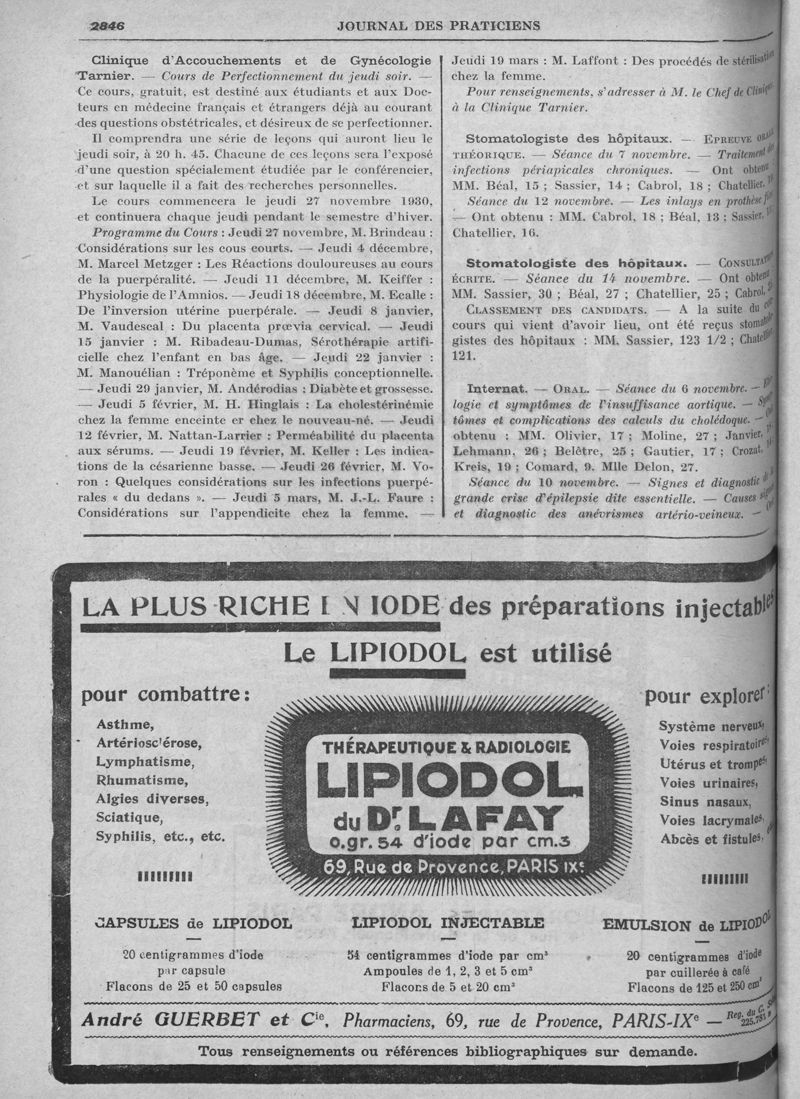 2846
JOURNAL DES PRATICIENS
Clinique d'Accouchements et de Gynécologie
Tarnier. — Cours de Perfectionnement du jeudi soir. —
Ce cours, gratuit, est destiné aux étudiants et aux Doc-
teurs en médecine français et étrangers déjà au courant
des questions obstétricales, et désireux de se perfectionner.
Il comprendra une série de leçons qui auront lieu le
jeudi soir, à 20 h. 45. Chacune de ces leçons sera l'exposé
d'une question spécialement étudiée par le conférencier,
et sur laquelle il a fait des recherches personnelles.
Le cours commencera le jeudi 27 novembre 1930,
et continuera chaque jeudi pendant le semestre d'hiver.
Programme du Cours : Jeudi 27 novembre, M. Brindeau :
Considérations sur les cous courts. — Jeudi 4 décembre,
M. Marcel Metzger : Les Réactions douloureuses au cours
de la puerpéralité. — Jeudi 11 décembre, M. Keiffer :
Physiologie de l'Amnios. — Jeudi 18 décembre, M. Ecalle :
De l'inversion utérine puerpérale. — Jeudi 8 janvier,
M. Vaudescal : Du placenta prœvia cervical. — Jeudi
15 janvier : M. Ribadeau-Dumas, Sérothérapie artifi-
cielle chez l'enfant en bas âge. — Jeudi 22 janvier :
M. Manouélian : Tréponème et Syphilis conceptionnelle.
— Jeudi 29 janvier, M. Andérodias : Diabète et grossesse.
— Jeudi 5 février, M. H. Hinglais : La cholestérinémie
chez la femme enceinte er chez le nouveau-né. — Jeudi
12 février, M. Nattan-Larrier : Perméabilité du placenta
aux sérums. — Jeudi 19 février, M. Keller : Les indica-
tions de la césarienne basse. — Jeudi 26 février, M. Vo-
ron : Quelques considérations sur les infections puerpé-
rales « du dedans ». — Jeudi 5 mars, M. J.-L. Faure :
Considérations sur l'appendicite chez la femme. —
Jeudi 19 mars : M. Laffont : Des procédés de stérilisation
chez la femme.
Pour renseignements, s'adresser à M. le Chef de Clinique
à la Clinique Tarnier.
Stomatologiste des hôpitaux. — ÉPREUVE ORALE
THÉORIQUE. — Séance du 7 novembre. — Traitement des
infections périapicales chroniques. — Ont obtenu
MM. Béal, 15 ; Sassier, 14 ; Cabrol, 18 ; Chatellier,
Séance du 12 novembre. — Les inlays en prothèse
— Ont obtenu : MM. Cabrol, 18 ; Béal, 13 ; Sassier,
Chatellier, 16.
Stomatologiste des hôpitaux. — CONSULTATION
ÉCRITE. — Séance du 14 novembre. — Ont obtenu
MM. Sassier, 30 ; Béal, 27 ; Chatellier, 25 ; Cabrol,
CLASSEMENT DES CANDIDATS. — A la suite du
cours qui vient d'avoir lieu, ont été reçus stomato-
gistes des hôpitaux : MM. Sassier, 123 1/2 ; Chatellier
121.
Internat. — ORAL. — Séance du 6 novembre. —
logie et symptômes de l'insuffisance aortique. — Symp-
tômes et complications des calculs du cholédoque. —
obtenu : MM. Olivier, 17 ; Moline, 27 ; Janvier,
Lehmann, 26 ; Belêtre, 25 ; Gautier, 17 ; Crozat,
Kreis, 19 ; Comard, 9. Mlle Delon, 27.
Séance du 10 novembre. — Signes et diagnostic
grande crise d'épilepsie dite essentielle. — Causes
et diagnostic des anévrismes artério-veineux. —
LA PLUS RICHE EN IODE des préparations injectables
Le LIPIODOL est utilisé
pour combattre :
Asthme,
Artériosclérose,
Lymphatisme,
Rhumatisme,
Algies diverses,
Sciatique,
Syphilis, etc., etc.
THÉRAPEUTIQUE & RADIOLOGIE
LIPIODOL
du Dr. LAFAY
0.gr. 54 d'iode par cm.3
69, Rue de Provence, PARIS IXe
pour explorer :
Système nerveux,
Voies respiratoires,
Utérus et trompes,
Voies urinaires,
Sinus nasaux,
Voies lacrymales,
Abcès et fistules,
CAPSULES de LIPIODOL
20 centigrammes d'iode
par capsule
Flacons de 25 et 50 capsules
LIPIODOL INJECTABLE
54 centigrammes d'iode par cm³
Ampoules de 1, 2, 3 et 5 cm³
Flacons de 5 et 20 cm³
EMULSION de LIPIODOL
20 centigrammes d'iode
par cuillerée à café
Flacons de 125 et 250 cm³
André GUERBET et Cie, Pharmaciens, 69, rue de Provence, PARIS-IXe — Reg. du C. 225.785
Tous renseignements ou références bibliographiques sur demande.